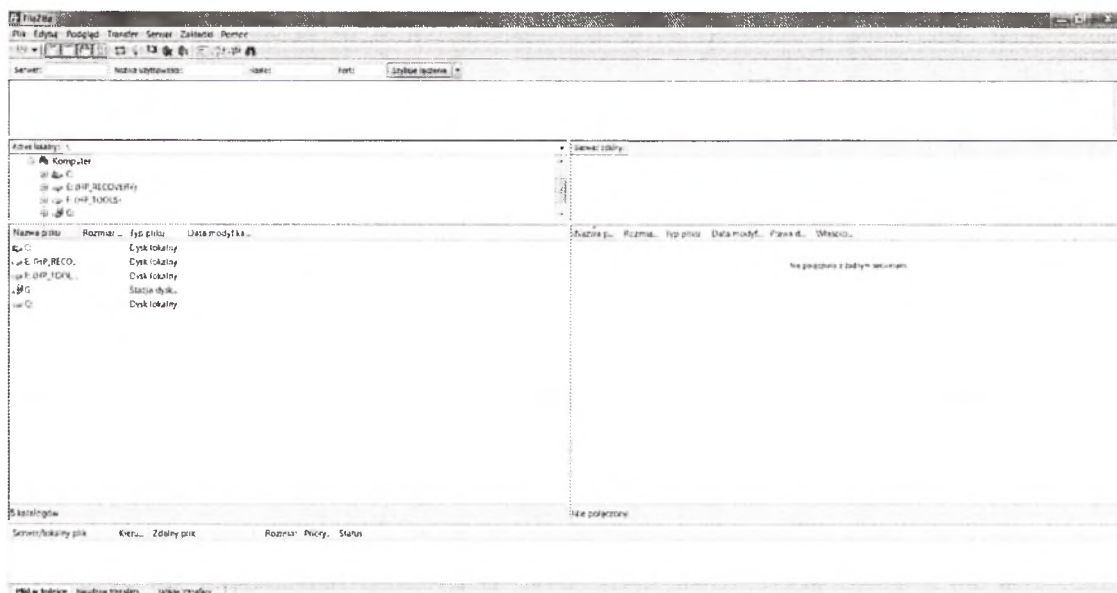 FileZilla
Plik Edytuj Podgląd Transfer Serwer Zakładki Pomoc
Serwer: Nazwa użytkownika: Hasło: Port: Szybkie łączenie
Adres lokalny: \
Serwer zdalny:
Komputer
C:
E: (HP_RECOVERY)
F: (HP_TOOLS)
G:
Nazwa pliku Rozmiar ... Typ pliku Data modyfika...
C: Dysk lokalny
E: (HP_RECO... Dysk lokalny
F: (HP_TOOL... Dysk lokalny
G: Stacja dysk...
Dysk lokalny
Nazwa p... Rozmia... Typ pliku Data modyf... Prawa d... Właścici...
Nie połączono z żadnym serwerem
5 katalogów
Nie połączony.
Serwer/lokalny plik Kieru... Zdalny plik Rozmiar Priory... Status
Pliki w kolejce Nieudane transfery Udane transfery